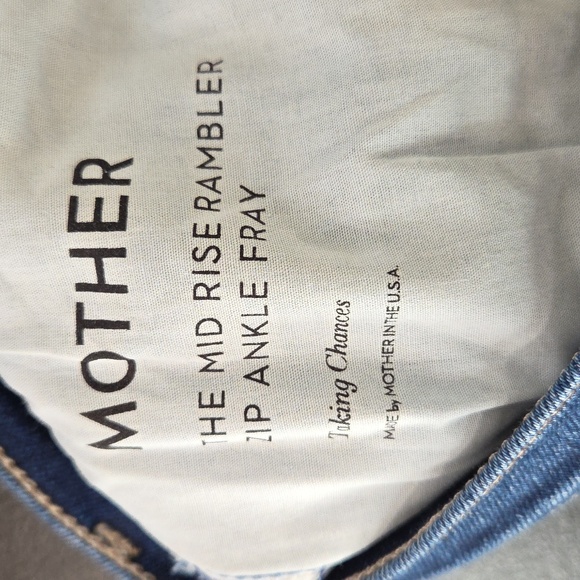 MOTHER
THE MID RISE RAMBLER
ZIP ANKLE FRAY
Taking Chances
MADE by MOTHER IN THE U.S.A.